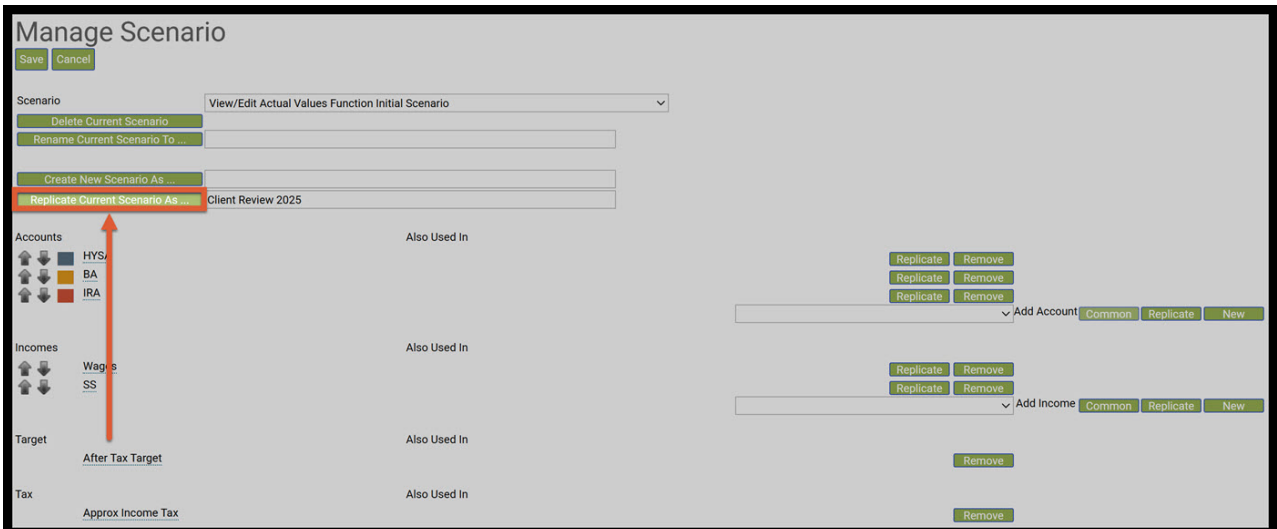 Manage Scenario
Save Cancel
Scenario View/Edit Actual Values Function Initial Scenario
Delete Current Scenario
Rename Current Scenario To ...
Create New Scenario As ...
Replicate Current Scenario As ... Client Review 2025
Accounts Also Used In
HYSA Replicate Remove
BA Replicate Remove
IRA Replicate Remove
Add Account Common Replicate New
Incomes Also Used In
Wages Replicate Remove
SS Replicate Remove
Add Income Common Replicate New
Target Also Used In
After Tax Target Remove
Tax Also Used In
Approx Income Tax Remove